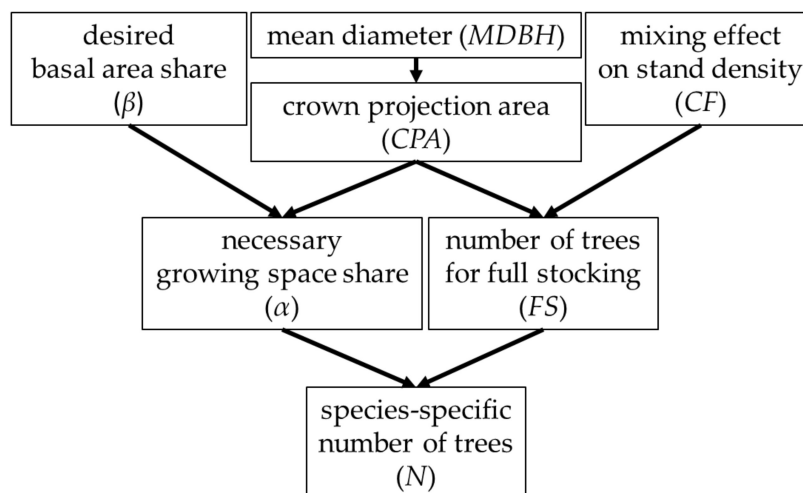 desired
basal area share
(β)
mean diameter (MDBH)
crown projection area
(CPA)
mixing effect
on stand density
(CF)
necessary
growing space share
(α)
number of trees
for full stocking
(FS)
species-specific
number of trees
(N)